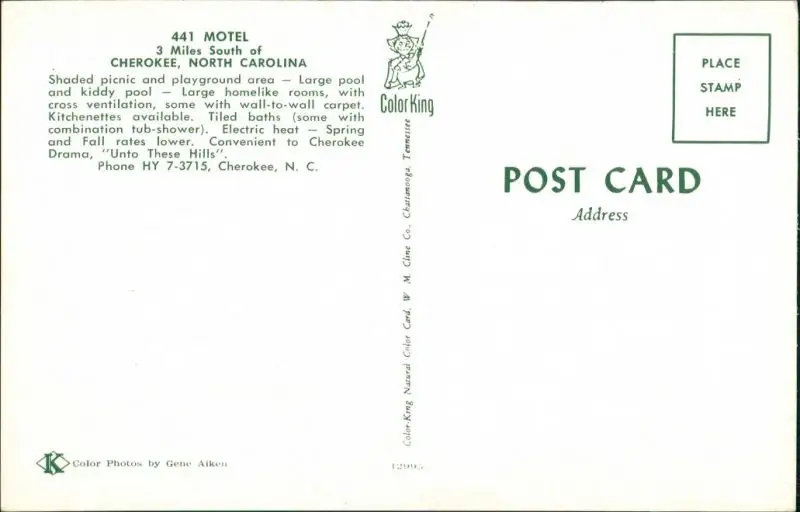 441 MOTEL
3 Miles South of
CHEROKEE, NORTH CAROLINA
Shaded picnic and playground area — Large pool
and kiddy pool — Large homelike rooms, with
cross ventilation, some with wall-to-wall carpet.
Kitchenettes available. Tiled baths (some with
combination tub-shower). Electric heat — Spring
and Fall rates lower. Convenient to Cherokee
Drama, "Unto These Hills".
Phone HY 7-3715, Cherokee, N. C.
K Color Photos by Gene Aiken
ColorKing
Color-King Natural Color Card, W. M. Cline Co., Chattanooga, Tennessee
PLACE
STAMP
HERE
POST CARD
Address